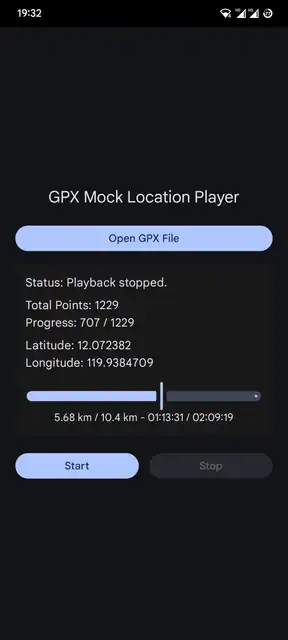 19:32
GPX Mock Location Player
Open GPX File
Status: Playback stopped.
Total Points: 1229
Progress: 707 / 1229
Latitude: 12.072382
Longitude: 119.9384709
5.68 km / 10.4 km - 01:13:31 / 02:09:19
Start
Stop